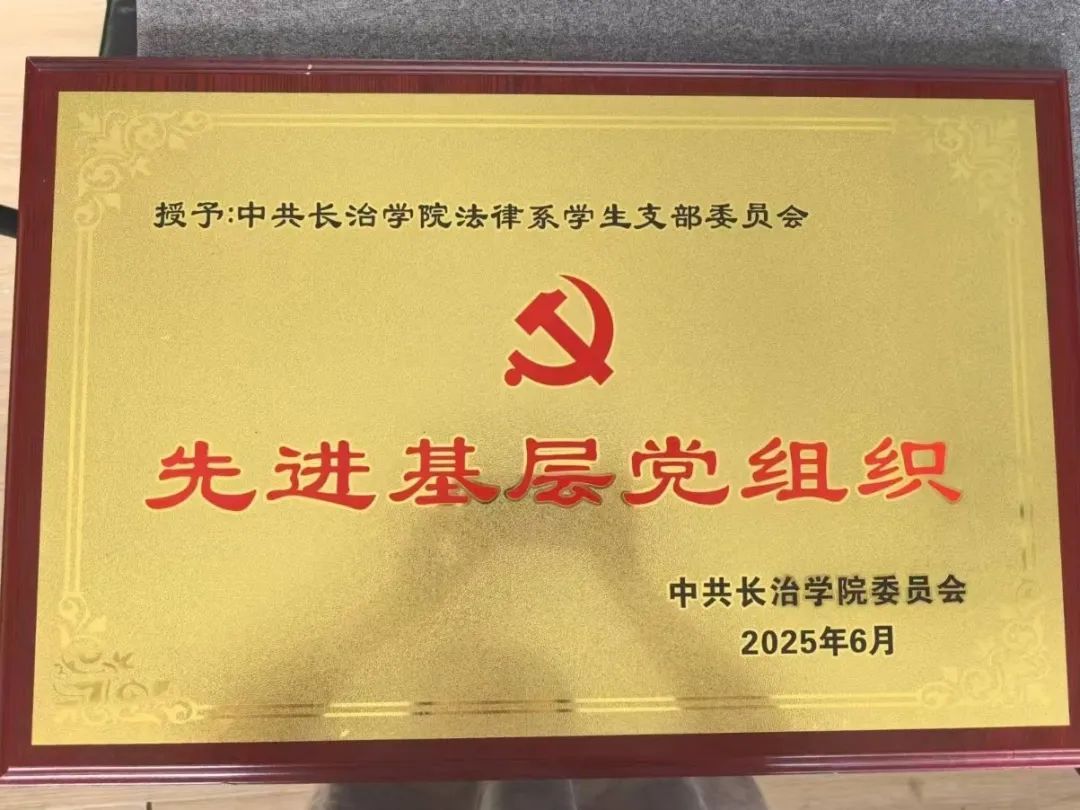 授予:中共长治学院法律系学生支部委员会
先进基层党组织
中共长治学院委员会
2025年6月